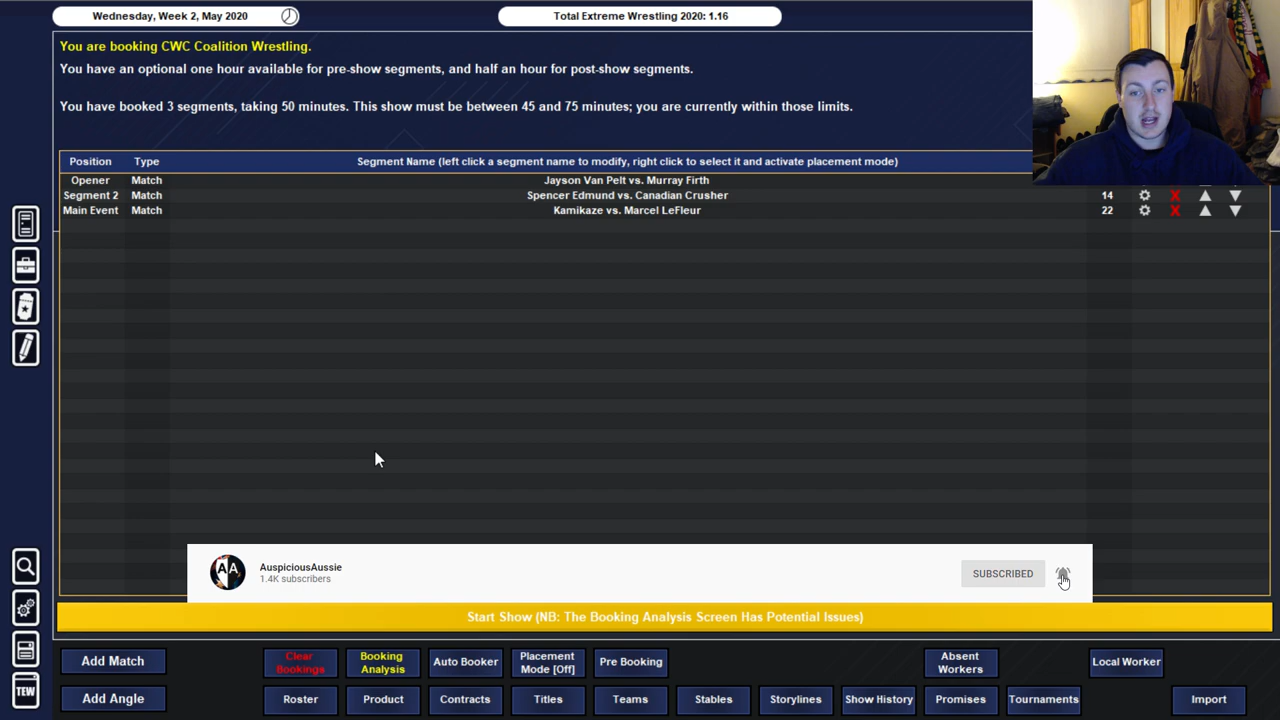 Wednesday, Week 2, May 2020
Total Extreme Wrestling 2020: 1.16
You are booking CWC Coalition Wrestling.
You have an optional one hour available for pre-show segments, and half an hour for post-show segments.
You have booked 3 segments, taking 50 minutes. This show must be between 45 and 75 minutes; you are currently within those limits.
Position Type Segment Name (left click a segment name to modify, right click to select it and activate placement mode)
Opener Match Jayson Van Pelt vs. Murray Firth
Segment 2 Match Spencer Edmund vs. Canadian Crusher 14 X
Main Event Match Kamikaze vs. Marcel LeFleur 22 X
AA AuspiciousAussie
1.4K subscribers
SUBSCRIBED
Start Show (NB: The Booking Analysis Screen Has Potential Issues)
Add Match Clear Bookings Booking Analysis Auto Booker Placement Mode [Off] Pre Booking Absent Workers Local Worker
TEW Add Angle Roster Product Contracts Titles Teams Stables Storylines Show History Promises Tournaments Import